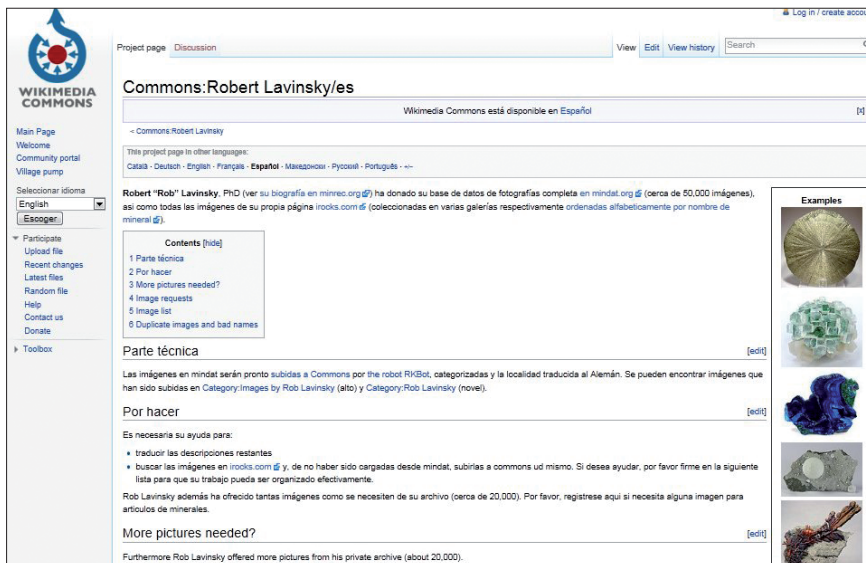 Log in / create accou
WIKIMEDIA
COMMONS
Main Page
Welcome
Community portal
Village pump
Seleccionar idioma
English
Escoger
Participate
Upload file
Recent changes
Latest files
Random file
Help
Contact us
Donate
Toolbox
Project page Discussion
View Edit View history Search
Commons:Robert Lavinsky/es
Wikimedia Commons está disponible en Español [x]
< Commons:Robert Lavinsky
This project page in other languages:
Català · Deutsch · English · Français · Español · Македонски · Русский · Português · +/−
Robert “Rob” Lavinsky, PhD (ver su biografía en minrec.org) ha donado su base de datos de fotografías completa en mindat.org (cerca de 50,000 imágenes),
asi como todas las imágenes de su propia página irocks.com (coleccionadas en varias galerías respectivamente ordenadas alfabeticamente por nombre de
mineral).
Contents [hide]
1 Parte técnica
2 Por hacer
3 More pictures needed?
4 Image requests
5 Image list
6 Duplicate images and bad names
Examples
Parte técnica [edit]
Las imágenes en mindat serán pronto subidas a Commons por the robot RKBot, categorizadas y la localidad traducida al Alemán. Se pueden encontrar imágenes que
han sido subidas en Category:Images by Rob Lavinsky (alto) y Category:Rob Lavinsky (novel).
Por hacer [edit]
Es necesaria su ayuda para:
• traducir las descripciones restantes
• buscar las imágenes en irocks.com y, de no haber sido cargadas desde mindat, subirlas a commons ud mismo. Si desea ayudar, por favor firme en la siguiente
lista para que su trabajo pueda ser organizado efectivamente.
Rob Lavinsky además ha ofrecido tantas imágenes como se necesiten de su archivo (cerca de 20,000). Por favor, registrese aqui si necesita alguna imagen para
articulos de minerales.
More pictures needed? [edit]
Furthermore Rob Lavinsky offered more pictures from his private archive (about 20,000).